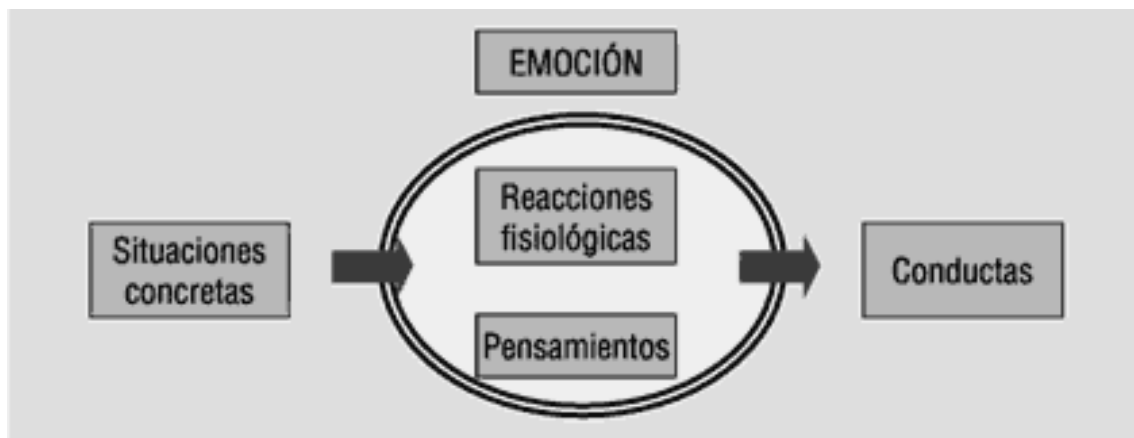 EMOCIÓN
Reacciones
fisiológicas
Situaciones
concretas
Conductas
Pensamientos